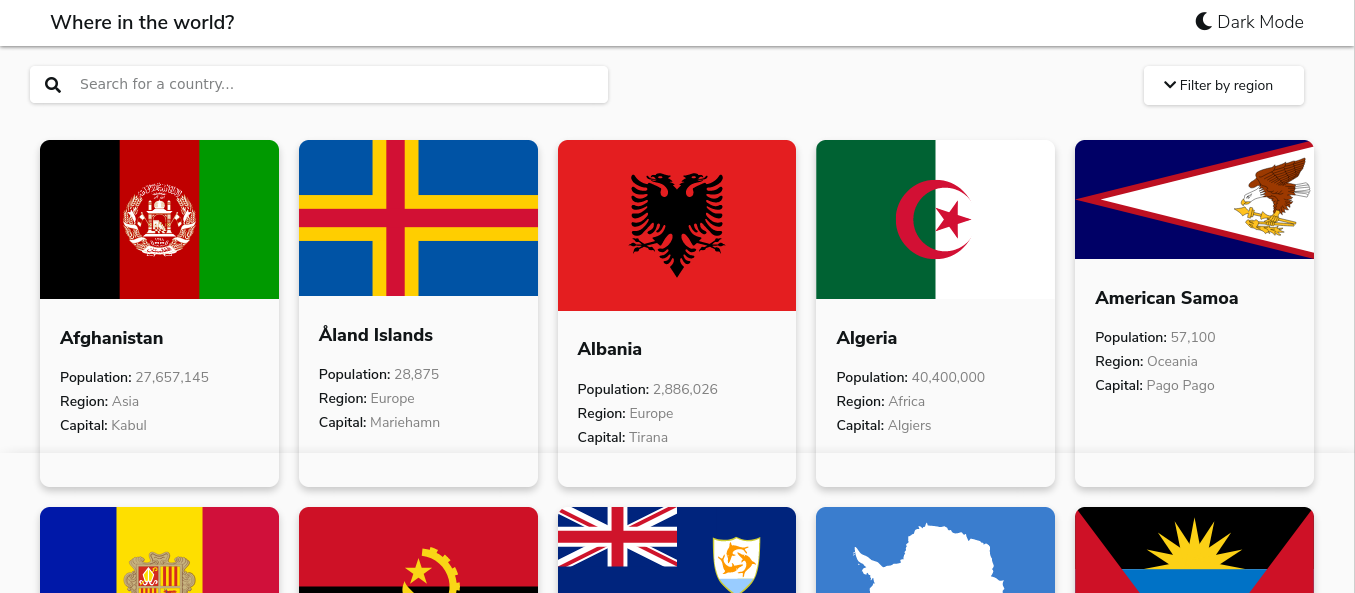 Where in the world?
Dark Mode
Search for a country...
Filter by region
Afghanistan
Population: 27,657,145
Region: Asia
Capital: Kabul
Åland Islands
Population: 28,875
Region: Europe
Capital: Mariehamn
Albania
Population: 2,886,026
Region: Europe
Capital: Tirana
Algeria
Population: 40,400,000
Region: Africa
Capital: Algiers
American Samoa
Population: 57,100
Region: Oceania
Capital: Pago Pago